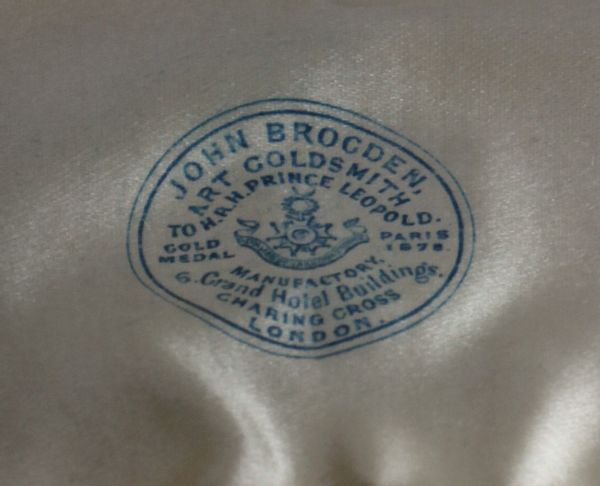 JOHN BROGDEN,
ART GOLDSMITH
TO H.R.H. PRINCE LEOPOLD.
GOLD MEDAL
PARIS 1878
MANUFACTORY,
6. Grand Hotel Buildings.
CHARING CROSS
LONDON.